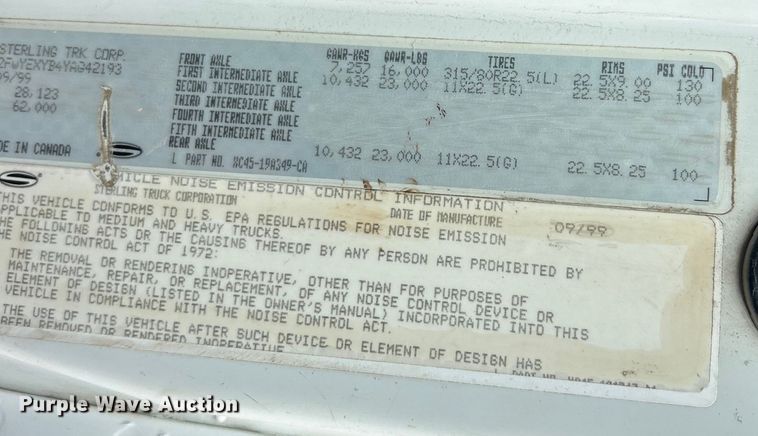 STERLING TRK CORP.
2FWYEXYB4YAG42193
09/99
28,123
62,000
DE IN CANADA
GAWR-KGS GAWR-LBS TIRES RIMS PSI COLD
FRONT AXLE 7,257 16,000 315/80R22.5(L) 22.5X9.00 130
FIRST INTERMEDIATE AXLE 10,432 23,000 11X22.5(G) 22.5X8.25 100
SECOND INTERMEDIATE AXLE
THIRD INTERMEDIATE AXLE
FOURTH INTERMEDIATE AXLE
FIFTH INTERMEDIATE AXLE
REAR AXLE 10,432 23,000 11X22.5(G) 22.5X8.25 100
L PART NO. XC45-19A349-CA
HICLE NOISE EMISSION CONTROL INFORMATION
STERLING TRUCK CORPORATION DATE OF MANUFACTURE 09/99
THIS VEHICLE CONFORMS TO U.S. EPA REGULATIONS FOR NOISE EMISSION
APPLICABLE TO MEDIUM AND HEAVY TRUCKS.
THE FOLLOWING ACTS OR THE CAUSING THEREOF BY ANY PERSON ARE PROHIBITED BY
THE NOISE CONTROL ACT OF 1972:
THE REMOVAL OR RENDERING INOPERATIVE, OTHER THAN FOR PURPOSES OF
MAINTENANCE, REPAIR, OR REPLACEMENT, OF ANY NOISE CONTROL DEVICE OR
ELEMENT OF DESIGN (LISTED IN THE OWNER'S MANUAL) INCORPORATED INTO THIS
VEHICLE IN COMPLIANCE WITH THE NOISE CONTROL ACT.
THE USE OF THIS VEHICLE AFTER SUCH DEVICE OR ELEMENT OF DESIGN HAS
BEEN REMOVED OR RENDERED INOPERATIVE
L PART NO.
Purple Wave Auction